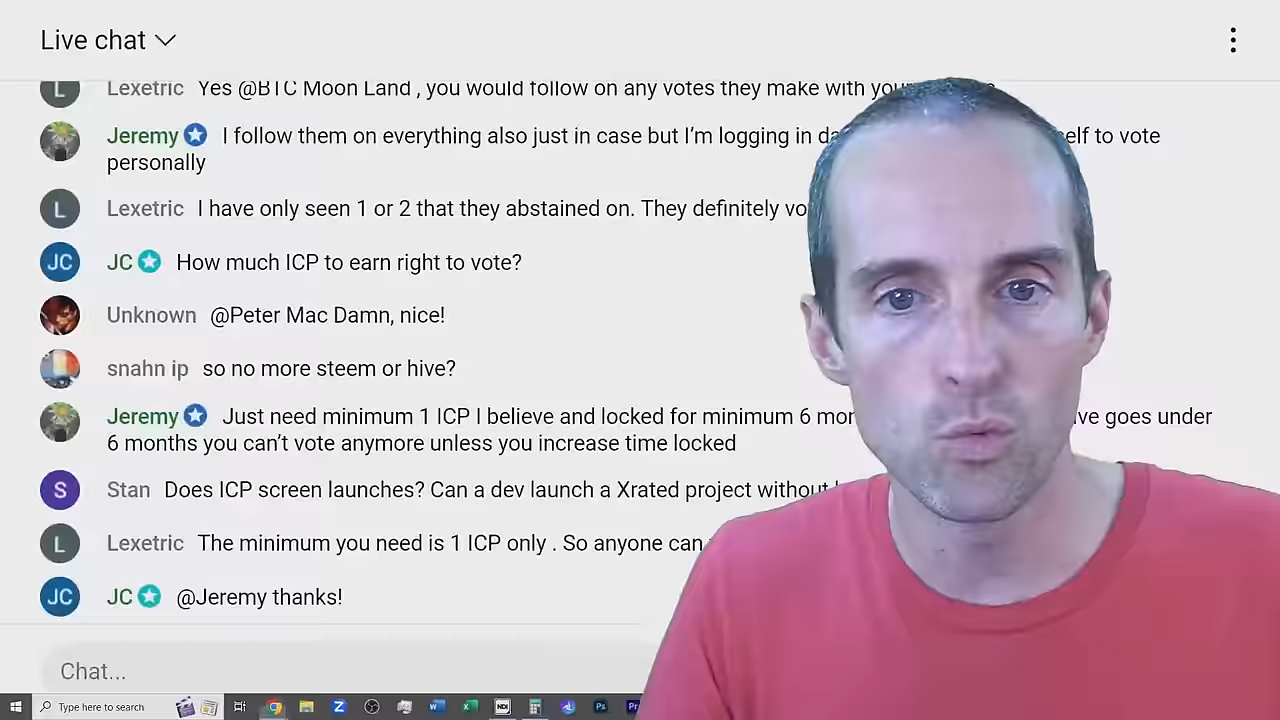 Live chat
L Lexetric Yes @BTC Moon Land , you would follow on any votes they make with
Jeremy I follow them on everything also just in case but I’m logging in to vote
personally
L Lexetric I have only seen 1 or 2 that they abstained on. They definitely
JC JC How much ICP to earn right to vote?
Unknown @Peter Mac Damn, nice!
snahn ip so no more steem or hive?
Jeremy Just need minimum 1 ICP I believe and locked for minimum 6 goes under
6 months you can’t vote anymore unless you increase time locked
S Stan Does ICP screen launches? Can a dev launch a Xrated project without
L Lexetric The minimum you need is 1 ICP only . So anyone can
JC JC @Jeremy thanks!
Chat...
Type here to search